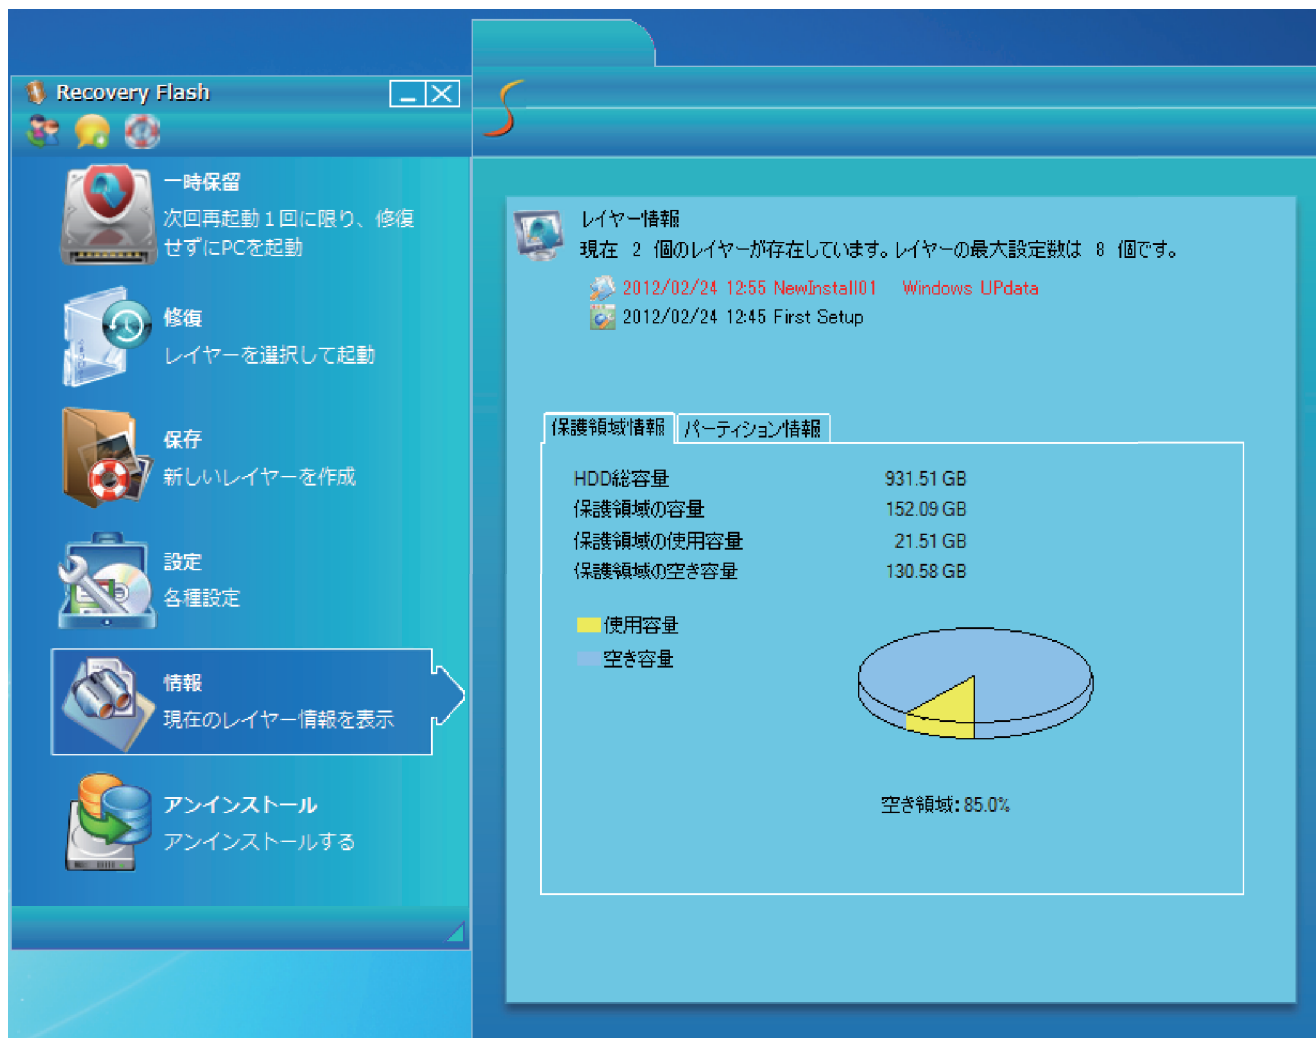 Recovery Flash
一時保留
次回再起動1回に限り、修復
せずにPCを起動
修復
レイヤーを選択して起動
保存
新しいレイヤーを作成
設定
各種設定
情報
現在のレイヤー情報を表示
アンインストール
アンインストールする
レイヤー情報
現在 2 個のレイヤーが存在しています。レイヤーの最大設定数は 8 個です。
2012/02/24 12:55 NewInstall01 Windows UPdata
2012/02/24 12:45 First Setup
保護領域情報 パーティション情報
HDD総容量 931.51 GB
保護領域の容量 152.09 GB
保護領域の使用容量 21.51 GB
保護領域の空き容量 130.58 GB
使用容量
空き容量
空き領域:85.0%